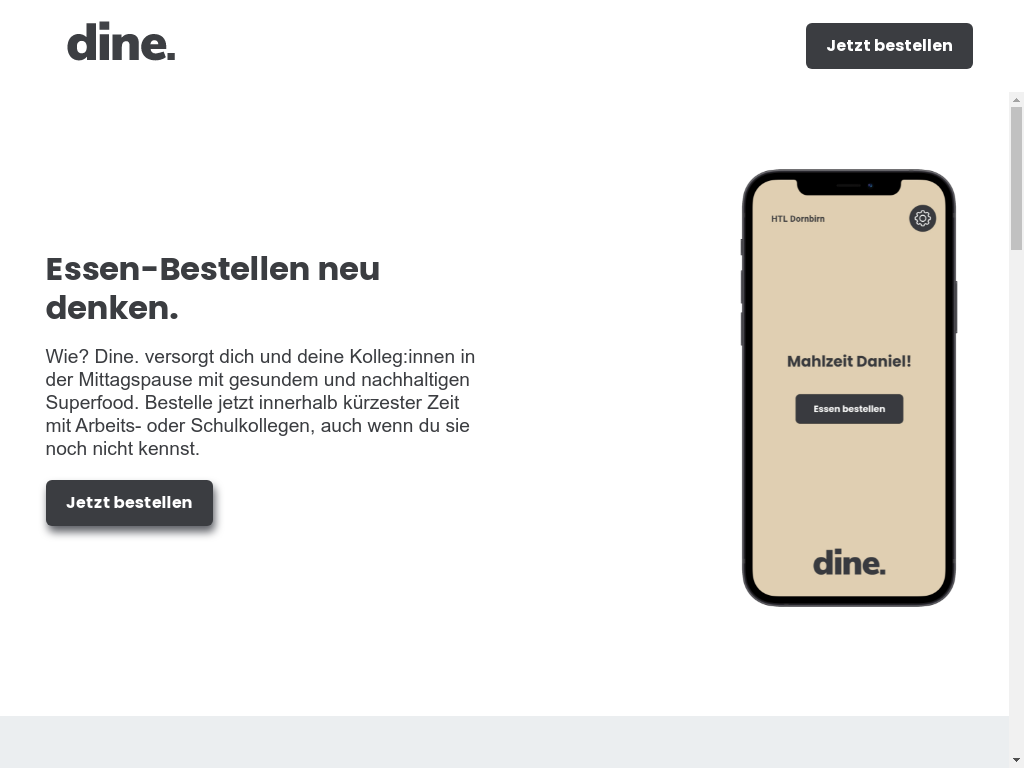 dine.
Jetzt bestellen
Essen-Bestellen neu
denken.
Wie? Dine. versorgt dich und deine Kolleg:innen in
der Mittagspause mit gesundem und nachhaltigen
Superfood. Bestelle jetzt innerhalb kürzester Zeit
mit Arbeits- oder Schulkollegen, auch wenn du sie
noch nicht kennst.
Jetzt bestellen
HTL Dornbirn
Mahlzeit Daniel!
Essen bestellen
dine.